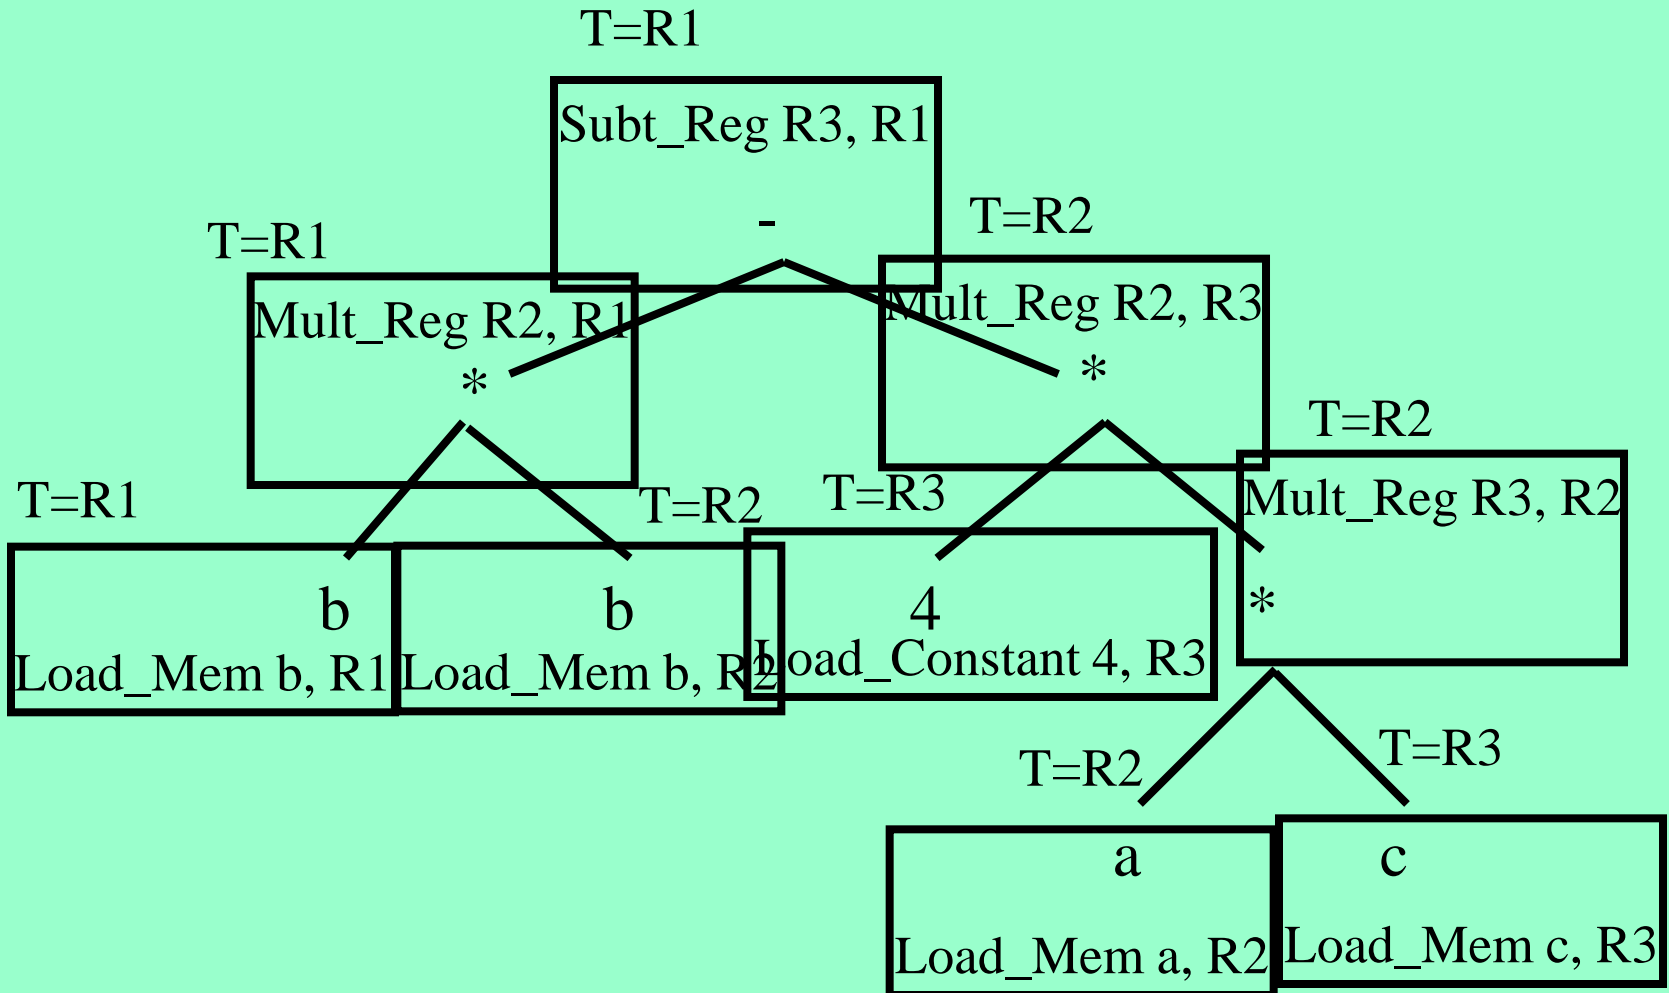 T=R1
Subt_Reg R3, R1
-
T=R1
T=R2
Mult_Reg R2, R1
*
Mult_Reg R2, R3
*
T=R2
Mult_Reg R3, R2
*
T=R1
T=R2
T=R3
b
Load_Mem b, R1
b
Load_Mem b, R2
4
Load_Constant 4, R3
T=R2
T=R3
a
Load_Mem a, R2
c
Load_Mem c, R3